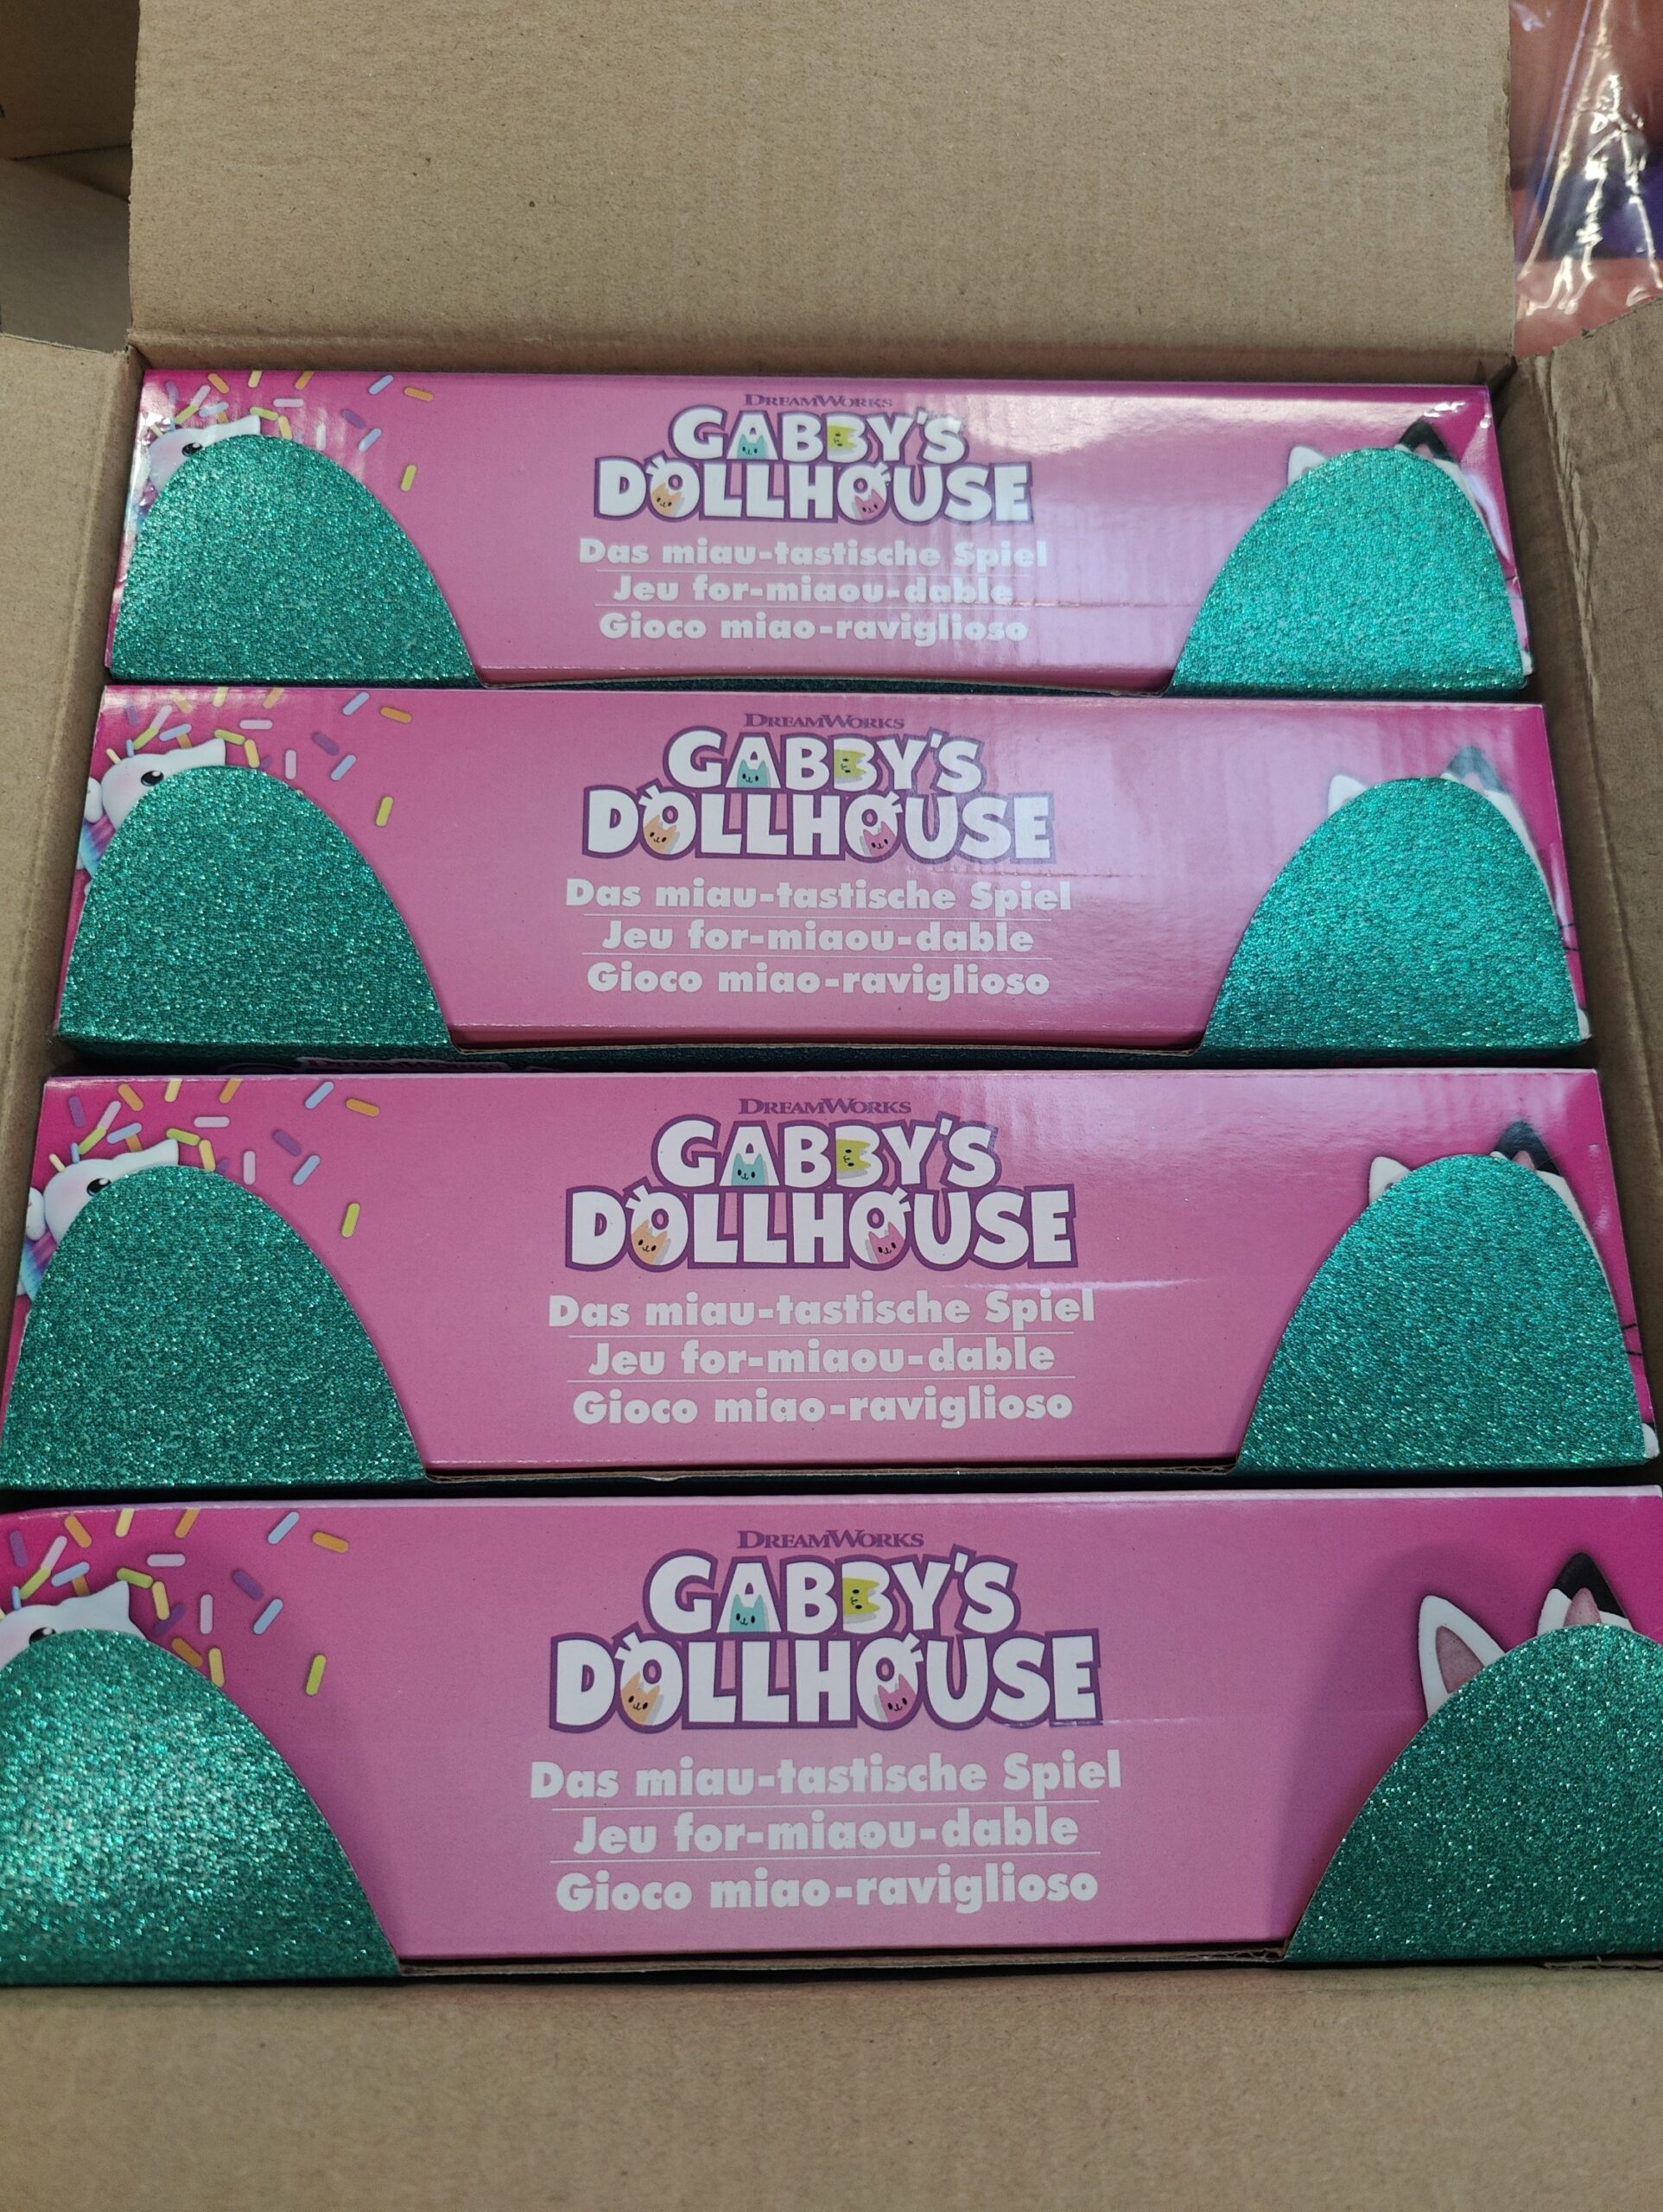 DREAMWORKS
GABBY'S
DOLLHOUSE
Das miau-tastische Spiel
Jeu for-miaou-dable
Gioco miao-raviglioso
DREAMWORKS
GABBY'S
DOLLHOUSE
Das miau-tastische Spiel
Jeu for-miaou-dable
Gioco miao-raviglioso
DREAMWORKS
GABBY'S
DOLLHOUSE
Das miau-tastische Spiel
Jeu for-miaou-dable
Gioco miao-raviglioso
DREAMWORKS
GABBY'S
DOLLHOUSE
Das miau-tastische Spiel
Jeu for-miaou-dable
Gioco miao-raviglioso